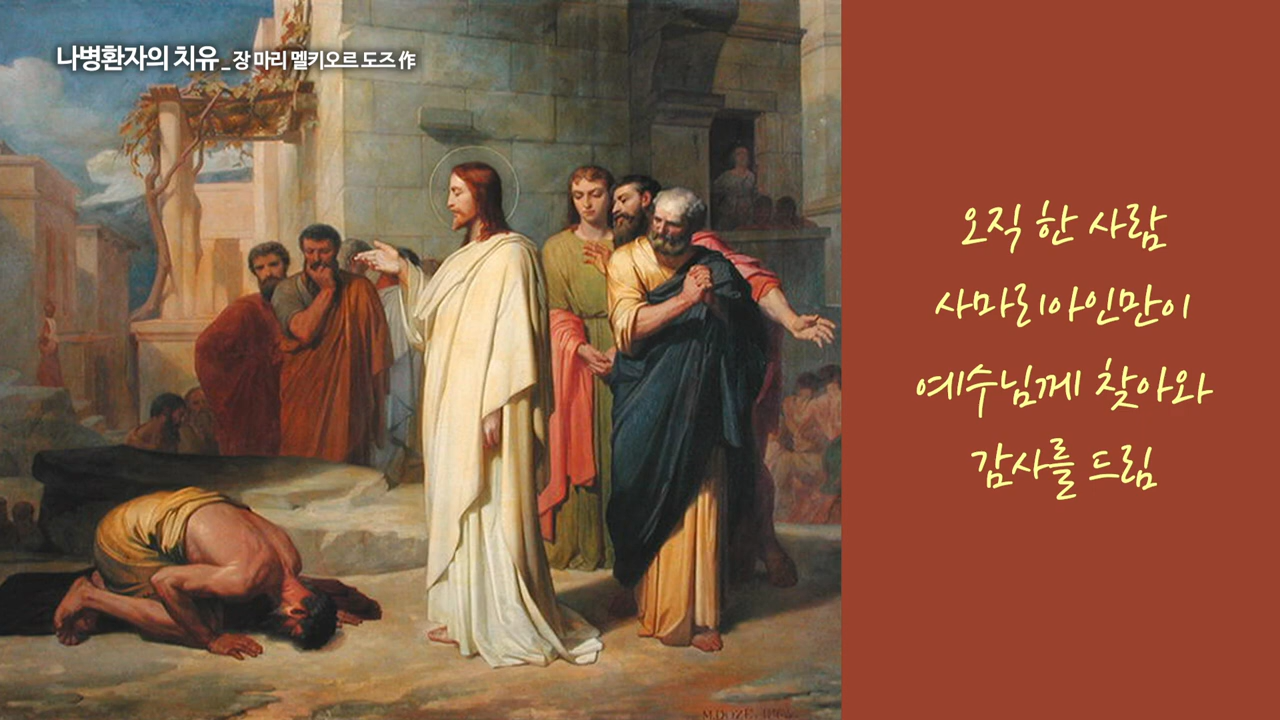 나병환자의 치유 _ 장 마리 멜키오르 도즈 作
오직 한 사람
사마리아인만이
예수님께 찾아와
감사를 드림
M.DOZE.